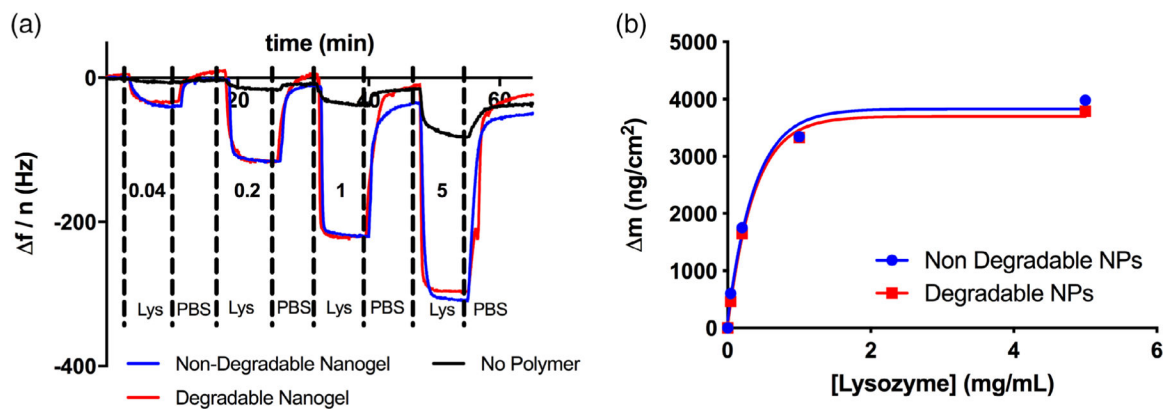 (a)
time (min)
0
20
40
60
-200
-400
Δf / n (Hz)
0.04
0.2
1
5
Lys
PBS
Lys
PBS
Lys
PBS
Lys
PBS
Non-Degradable Nanogel
No Polymer
Degradable Nanogel
(b)
5000
4000
3000
2000
1000
0
Δm (ng/cm²)
Non Degradable NPs
Degradable NPs
0
2
4
6
[Lysozyme] (mg/mL)